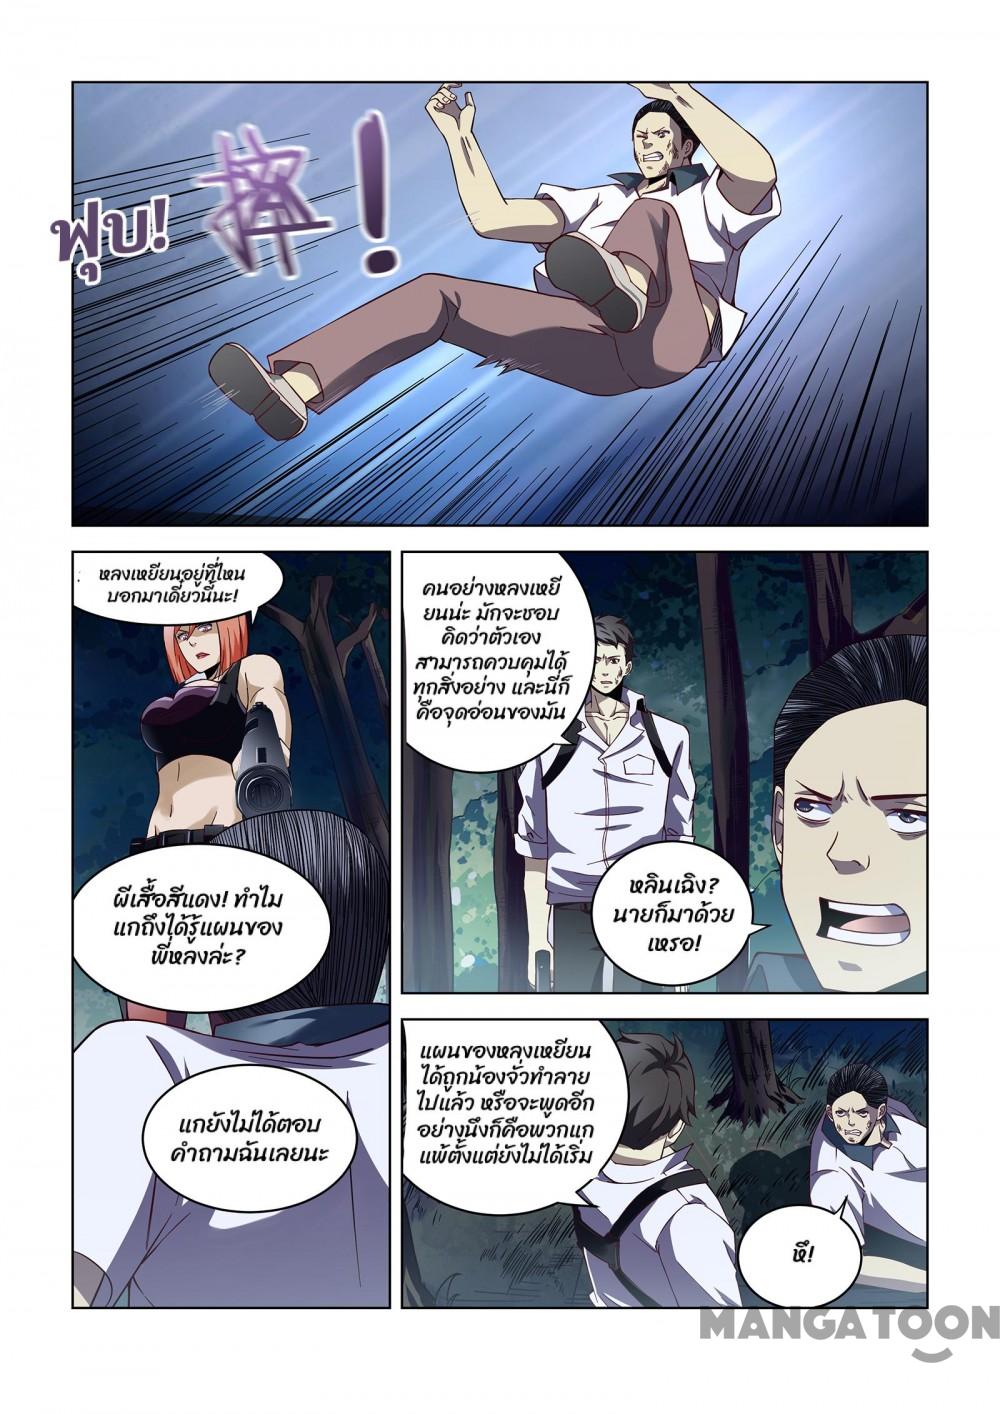 ฟุบ!
!
หลงเหยียนอยู่ที่ไหน
บอกมาเดี๋ยวนี้นะ!
ผีเสื้อสีแดง! ทำไม
แกถึงได้รู้แผนของ
พี่หลงล่ะ?
แกยังไม่ได้ตอบ
คำถามฉันเลยนะ
คนอย่างหลงเหยี
ยนน่ะ มักจะชอบ
คิดว่าตัวเอง
สามารถควบคุมได้
ทุกสิ่งอย่าง และนี่ก็
คือจุดอ่อนของมัน
หลินเฉิง?
นายก็มาด้วย
เหรอ!
แผนของหลงเหยียน
ได้ถูกน้องจั่วทำลาย
ไปแล้ว หรือจะพูดอีก
อย่างนึงก็คือพวกแก
แพ้ตั้งแต่ยังไม่ได้เริ่ม
หึ!
MANGATOON